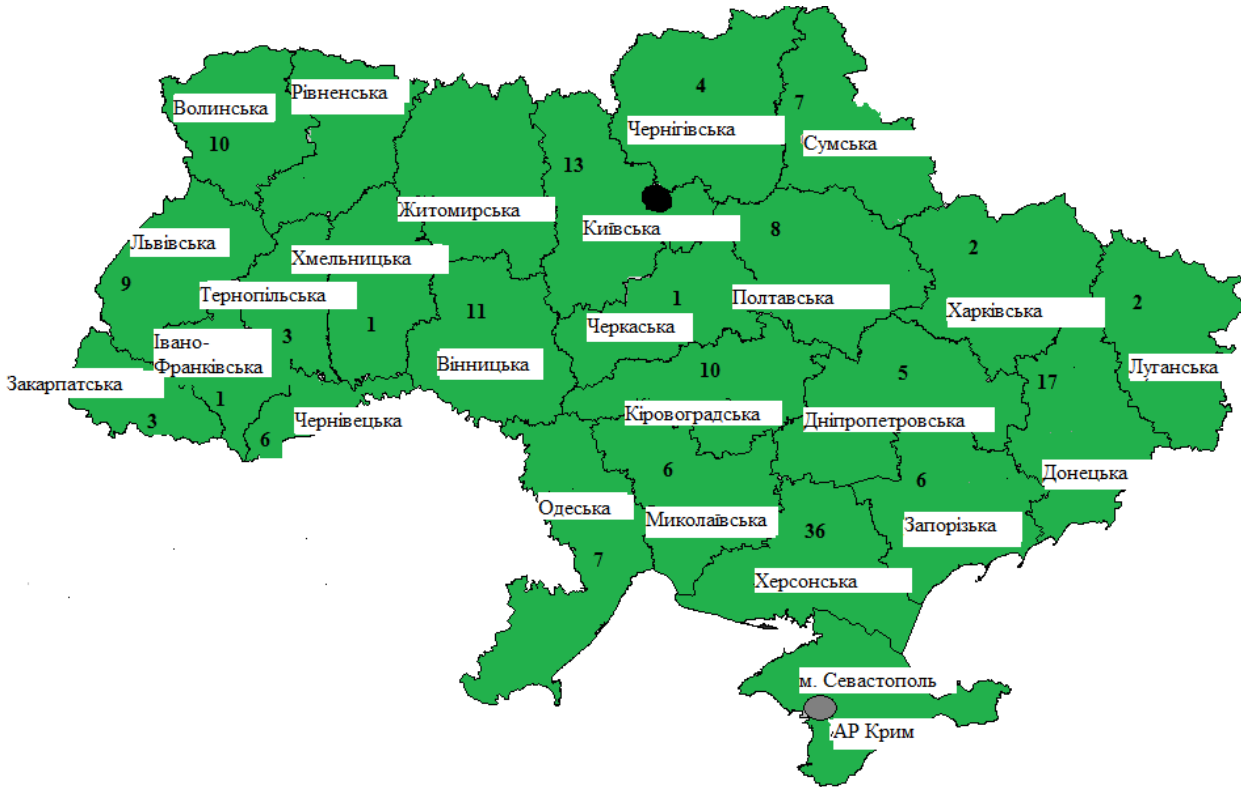 4
Рівненська
Волинська
7
Чернігівська
Сумська
10
13
Житомирська
Київська
8
Львівська
2
Хмельницька
9
Тернопільська
1
Полтавська
2
Харківська
11
3
1
Черкаська
Івано-
Франківська
Вінницька
Луганська
10
5
17
Закарпатська
1
3
6
Чернівецька
Кіровоградська
Дніпропетровська
6
6
Донецька
Одеська
Миколаївська
36
Запорізька
7
Херсонська
м. Севастополь
АР Крим